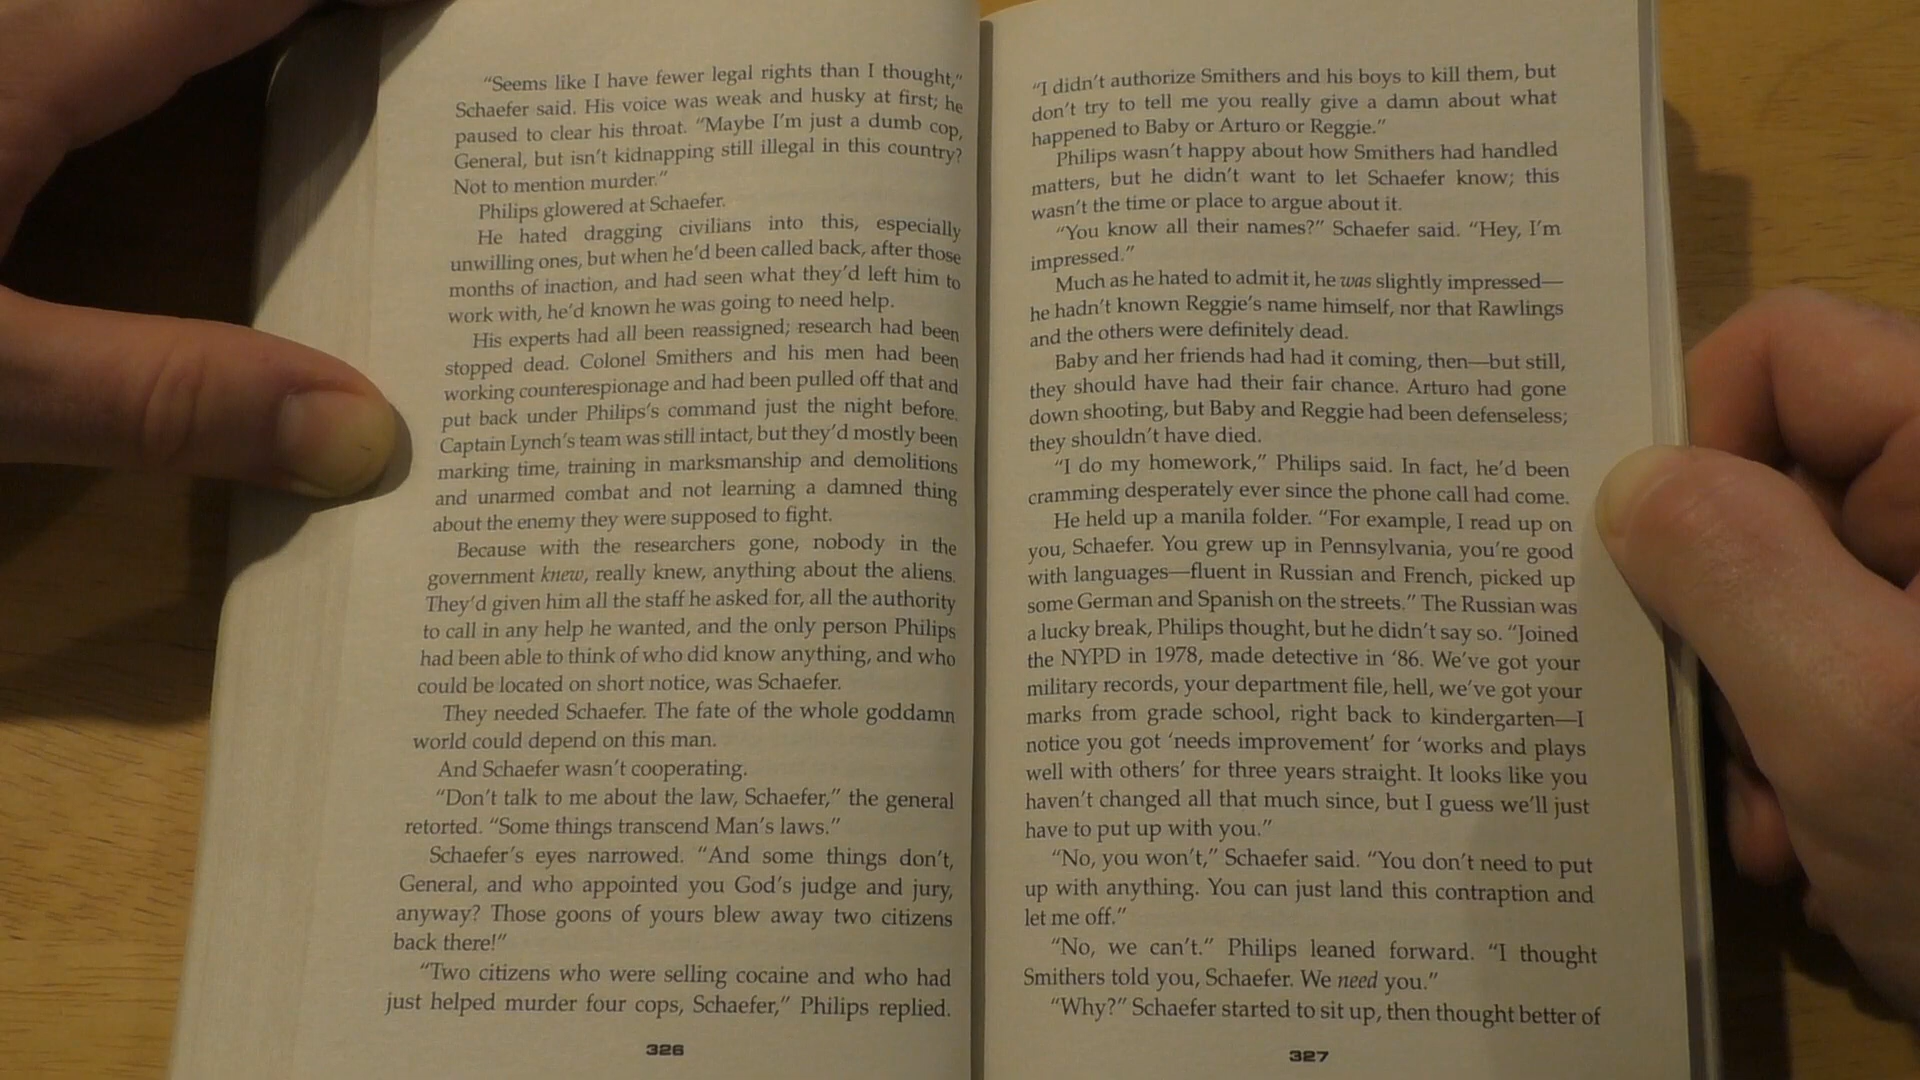 “Seems like I have fewer legal rights than I thought,”
Schaefer said. His voice was weak and husky at first; he
paused to clear his throat. “Maybe I’m just a dumb cop,
General, but isn’t kidnapping still illegal in this country?
Not to mention murder.”
Philips glowered at Schaefer.
He hated dragging civilians into this, especially
unwilling ones, but when he’d been called back, after those
months of inaction, and had seen what they’d left him to
work with, he’d known he was going to need help.
His experts had all been reassigned; research had been
stopped dead. Colonel Smithers and his men had been
working counterespionage and had been pulled off that and
put back under Philips’s command just the night before.
Captain Lynch’s team was still intact, but they’d mostly been
marking time, training in marksmanship and demolitions
and unarmed combat and not learning a damned thing
about the enemy they were supposed to fight.
Because with the researchers gone, nobody in the
government knew, really knew, anything about the aliens.
They’d given him all the staff he asked for, all the authority
to call in any help he wanted, and the only person Philips
had been able to think of who did know anything, and who
could be located on short notice, was Schaefer.
They needed Schaefer. The fate of the whole goddamn
world could depend on this man.
And Schaefer wasn’t cooperating.
“Don’t talk to me about the law, Schaefer,” the general
retorted. “Some things transcend Man’s laws.”
Schaefer’s eyes narrowed. “And some things don’t,
General, and who appointed you God’s judge and jury,
anyway? Those goons of yours blew away two citizens
back there!”
“Two citizens who were selling cocaine and who had
just helped murder four cops, Schaefer,” Philips replied.
326
“I didn’t authorize Smithers and his boys to kill them, but
don’t try to tell me you really give a damn about what
happened to Baby or Arturo or Reggie.”
Philips wasn’t happy about how Smithers had handled
matters, but he didn’t want to let Schaefer know; this
wasn’t the time or place to argue about it.
“You know all their names?” Schaefer said. “Hey, I’m
impressed.”
Much as he hated to admit it, he was slightly impressed—
he hadn’t known Reggie’s name himself, nor that Rawlings
and the others were definitely dead.
Baby and her friends had had it coming, then—but still,
they should have had their fair chance. Arturo had gone
down shooting, but Baby and Reggie had been defenseless;
they shouldn’t have died.
“I do my homework,” Philips said. In fact, he’d been
cramming desperately ever since the phone call had come.
He held up a manila folder. “For example, I read up on
you, Schaefer. You grew up in Pennsylvania, you’re good
with languages—fluent in Russian and French, picked up
some German and Spanish on the streets.” The Russian was
a lucky break, Philips thought, but he didn’t say so. “Joined
the NYPD in 1978, made detective in ‘86. We’ve got your
military records, your department file, hell, we’ve got your
marks from grade school, right back to kindergarten—I
notice you got ‘needs improvement’ for ‘works and plays
well with others’ for three years straight. It looks like you
haven’t changed all that much since, but I guess we’ll just
have to put up with you.”
“No, you won’t,” Schaefer said. “You don’t need to put
up with anything. You can just land this contraption and
let me off.”
“No, we can’t.” Philips leaned forward. “I thought
Smithers told you, Schaefer. We need you.”
“Why?” Schaefer started to sit up, then thought better of
327